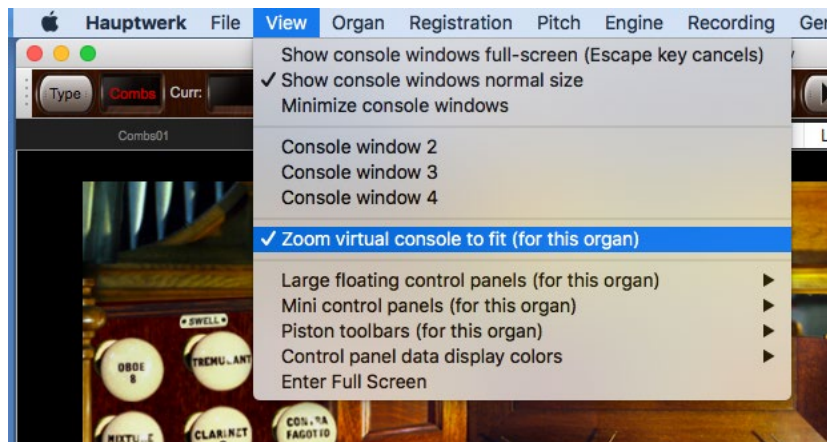 Hauptwerk File View Organ Registration Pitch Engine Recording
Show console windows full-screen (Escape key cancels)
✓ Show console windows normal size
Minimize console windows
Type Combs Curr:
Combs01
Console window 2
Console window 3
Console window 4
✓ Zoom virtual console to fit (for this organ)
Large floating control panels (for this organ)
Mini control panels (for this organ)
Piston toolbars (for this organ)
Control panel data display colors
Enter Full Screen
SWELL
OBOE
8
TREMULANT
CLARINET
CONTRA
FAGOTTO